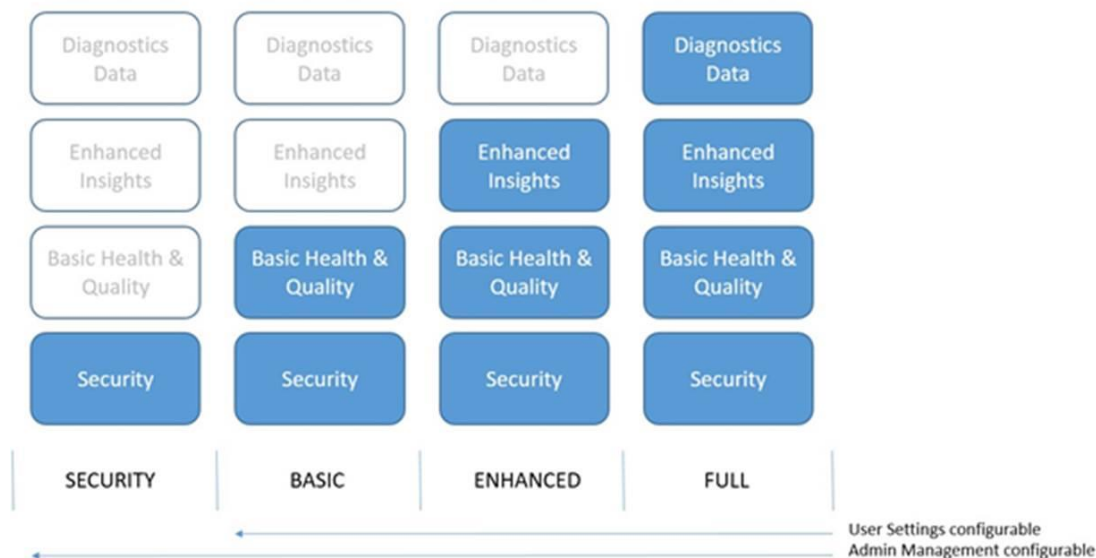 Diagnostics
Data
Diagnostics
Data
Diagnostics
Data
Diagnostics
Data
Enhanced
Insights
Enhanced
Insights
Enhanced
Insights
Enhanced
Insights
Basic Health &
Quality
Basic Health &
Quality
Basic Health &
Quality
Basic Health &
Quality
Security
Security
Security
Security
SECURITY
BASIC
ENHANCED
FULL
User Settings configurable
Admin Management configurable